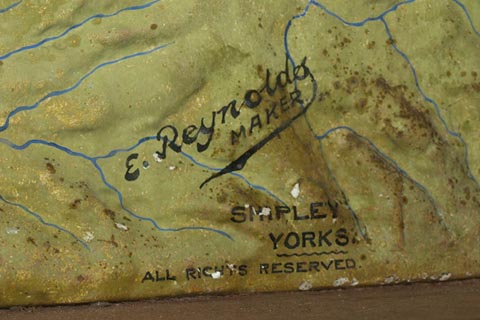 E. Reynolds
MAKER
SHIPLEY
YORKS.
ALL RIGHTS RESERVED.